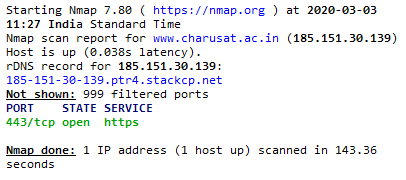 Starting Nmap 7.80 ( https://nmap.org ) at 2020-03-03
11:27 India Standard Time
Nmap scan report for www.charusat.ac.in (185.151.30.139)
Host is up (0.038s latency).
rDNS record for 185.151.30.139:
185-151-30-139.ptr4.stackcp.net
Not shown: 999 filtered ports
PORT    STATE SERVICE
443/tcp open  https
Nmap done: 1 IP address (1 host up) scanned in 143.36
seconds